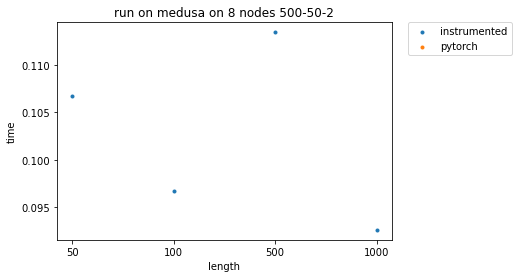 run on medusa on 8 nodes 500-50-2
instrumented
pytorch
0.110
0.105
0.100
0.095
time
50 100 500 1000
length